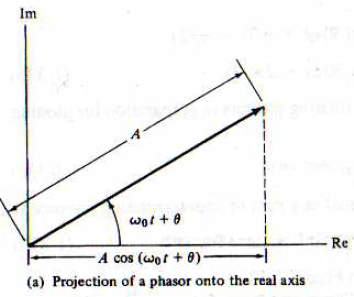 Im
A
ω₀t + θ
Re
A cos (ω₀t + θ)
(a) Projection of a phasor onto the real axis